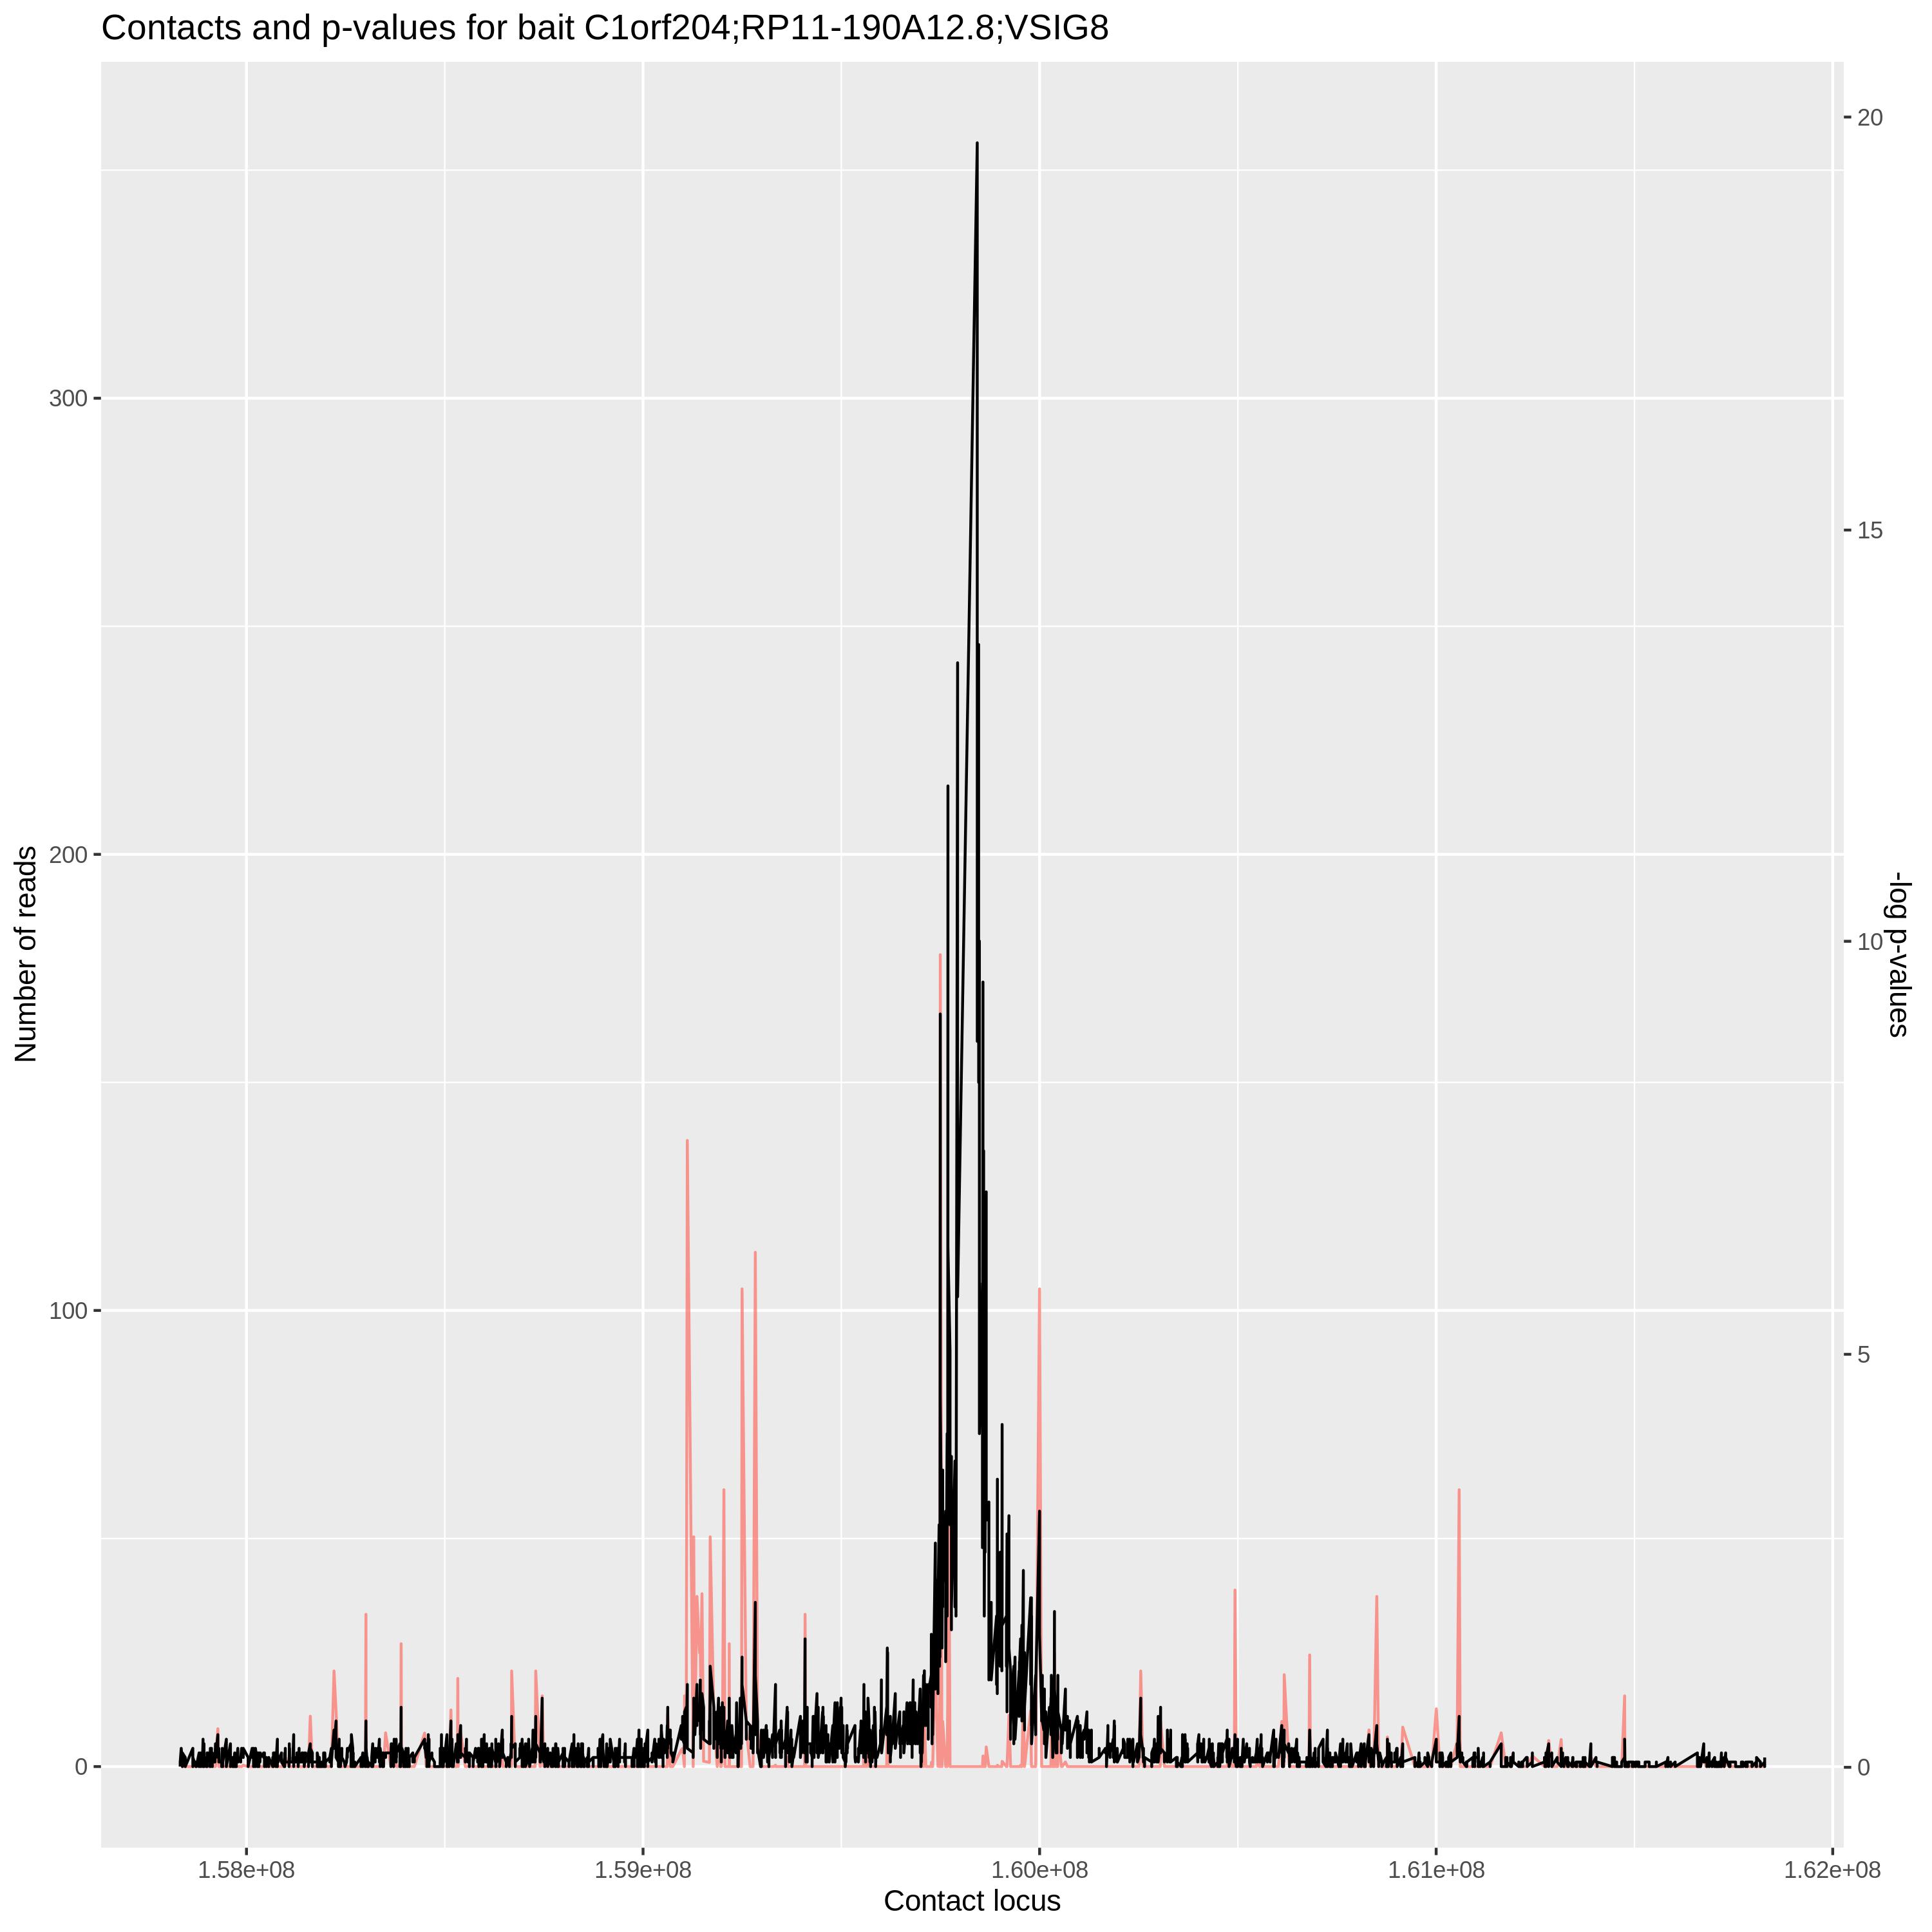 Contacts and p-values for bait C1orf204;RP11-190A12.8;VSIG8
Number of reads
300
200
100
0
20
15
10
5
0
-log p-values
1.58e+08 1.59e+08 1.60e+08 1.61e+08 1.62e+08
Contact locus